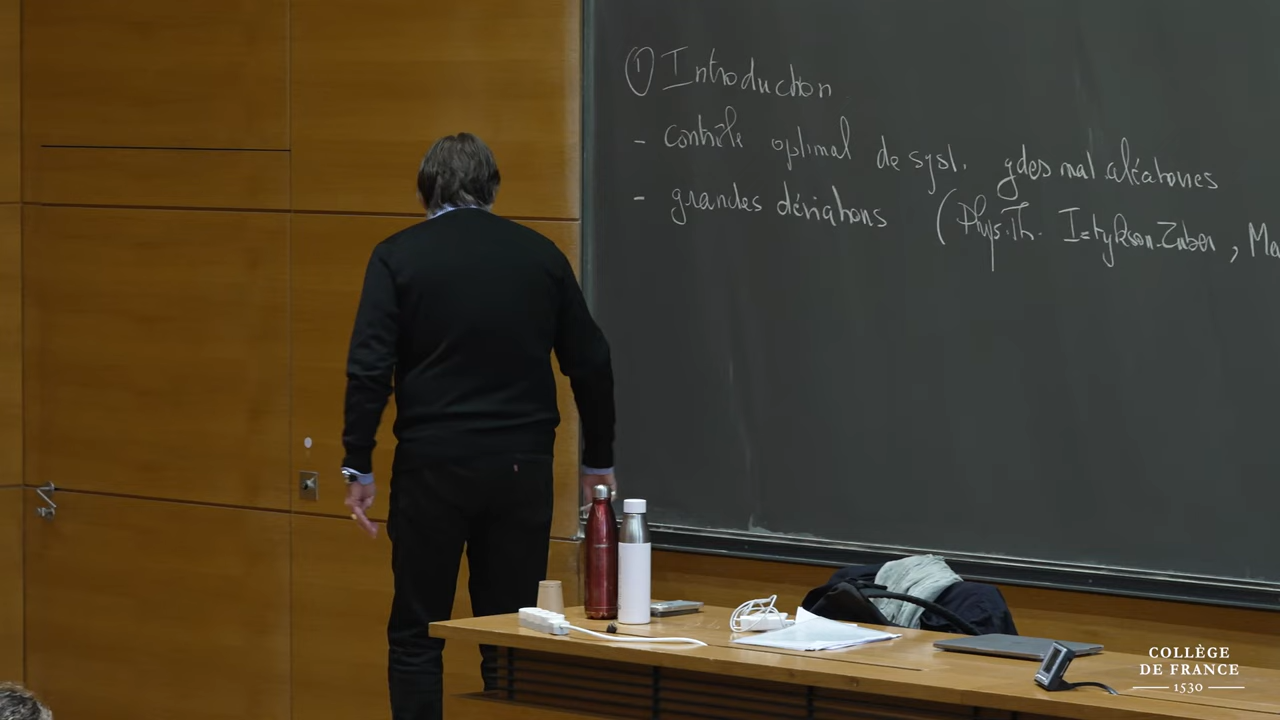 ① Introduction
- contrôle optimal de syst. gdes mat. aléatoires
- grandes déviations (Phys. Th. Itzykson-Zuber, Ma
COLLÈGE
DE FRANCE
1530